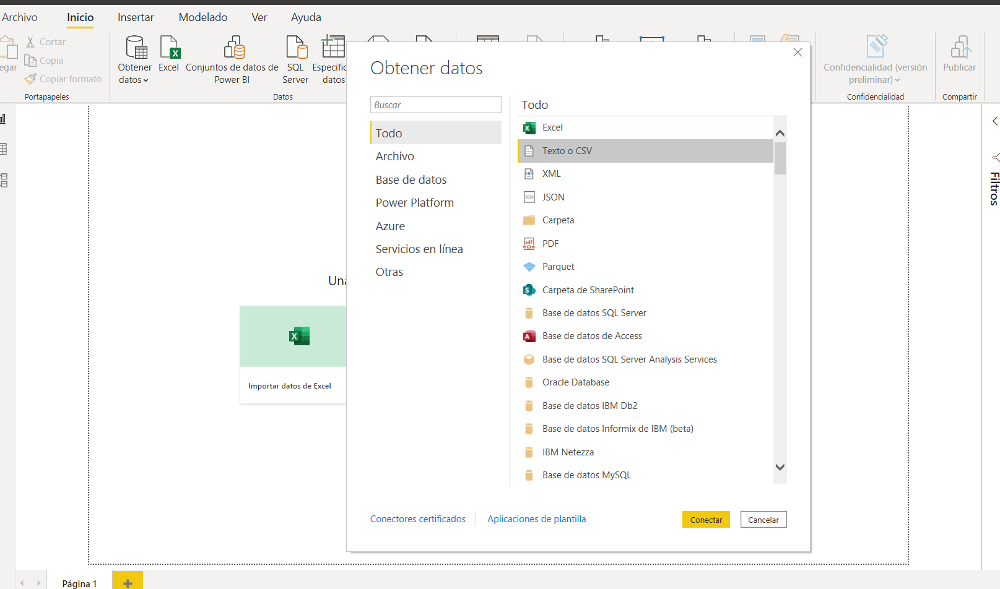 Archivo
Inicio
Insertar
Modelado
Ver
Ayuda
egar
Cortar
Copia
Copiar formato
Portapapeles
Obtener
datos
Excel
Conjuntos de datos de
Power BI
SQL
Server
Especific
datos
Datos
Confidencialidad (versión
preliminar)
Confidencialidad
Publicar
Compartir
Filtros
Una
Importar datos de Excel
Obtener datos
Buscar
Todo
Archivo
Base de datos
Power Platform
Azure
Servicios en línea
Otras
Todo
Excel
Texto o CSV
XML
JSON
Carpeta
PDF
Parquet
Carpeta de SharePoint
Base de datos SQL Server
Base de datos de Access
Base de datos SQL Server Analysis Services
Oracle Database
Base de datos IBM Db2
Base de datos Informix de IBM (beta)
IBM Netezza
Base de datos MySQL
Conectores certificados
Aplicaciones de plantilla
Conectar
Cancelar
Página 1